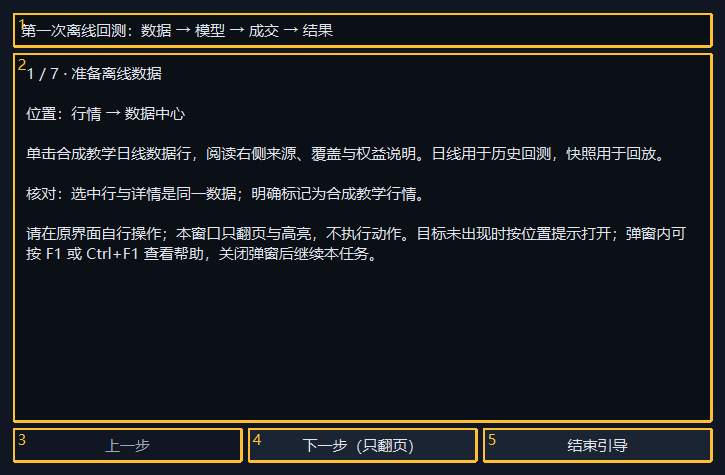 1
第一次离线回测：数据 → 模型 → 成交 → 结果
2
1 / 7 · 准备离线数据
位置：行情 → 数据中心
单击合成教学日线数据行，阅读右侧来源、覆盖与权益说明。日线用于历史回测，快照用于回放。
核对：选中行与详情是同一数据；明确标记为合成教学行情。
请在原界面自行操作；本窗口只翻页与高亮，不执行动作。目标未出现时按位置提示打开；弹窗内可
按 F1 或 Ctrl+F1 查看帮助，关闭弹窗后继续本任务。
3 上一步
4 下一步（只翻页）
5 结束引导